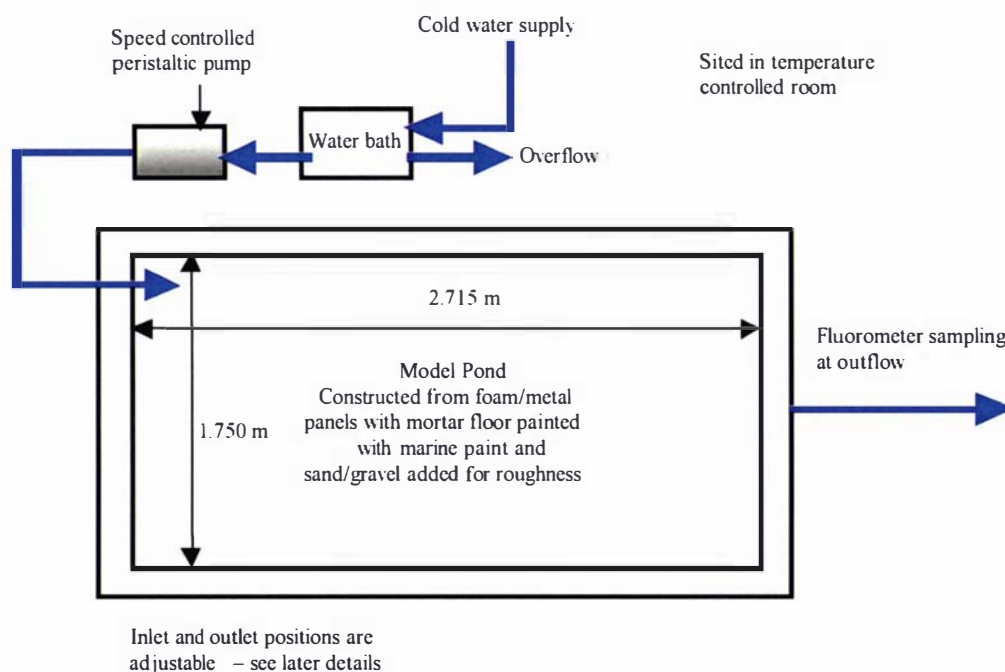 Speed controlled
peristaltic pump
Cold water supply
Sited in temperature
controlled room
Water bath
Overflow
2.715 m
Fluorometer sampling
at outflow
Model Pond
Constructed from foam/metal
panels with mortar floor painted
with marine paint and
sand/gravel added for roughness
1.750 m
Inlet and outlet positions are
adjustable – see later details